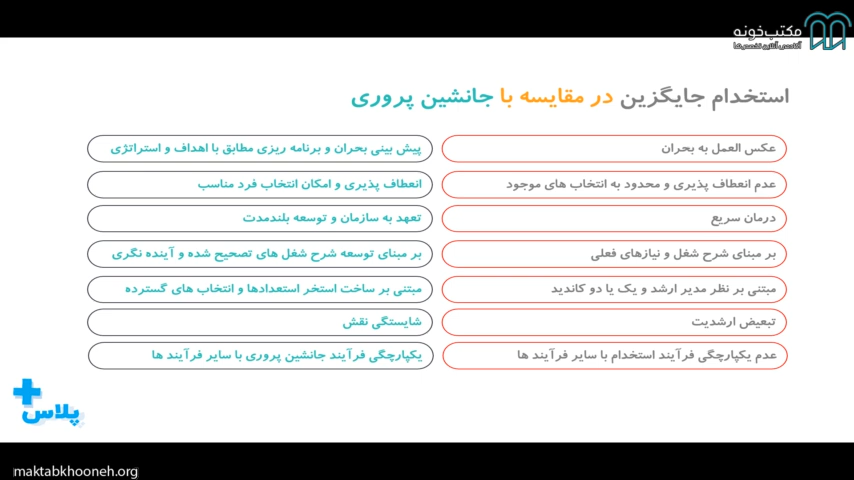 مکتب‌خونه
آکادمی آنلاین تخصص‌ها
استخدام جایگزین در مقایسه با جانشین پروری
عکس العمل به بحران
پیش بینی بحران و برنامه ریزی مطابق با اهداف و استراتژی
عدم انعطاف پذیری و محدود به انتخاب های موجود
انعطاف پذیری و امکان انتخاب فرد مناسب
درمان سریع
تعهد به سازمان و توسعه بلندمدت
بر مبنای شرح شغل و نیازهای فعلی
بر مبنای توسعه شرح شغل های تصحیح شده و آینده نگری
مبتنی بر نظر مدیر ارشد و یک یا دو کاندید
مبتنی بر ساخت استخر استعدادها و انتخاب های گسترده
تبعیض ارشدیت
شایستگی نقش
عدم یکپارچگی فرآیند استخدام با سایر فرآیند ها
یکپارچگی فرآیند جانشین پروری با سایر فرآیند ها
پلاس+
maktabkhooneh.org